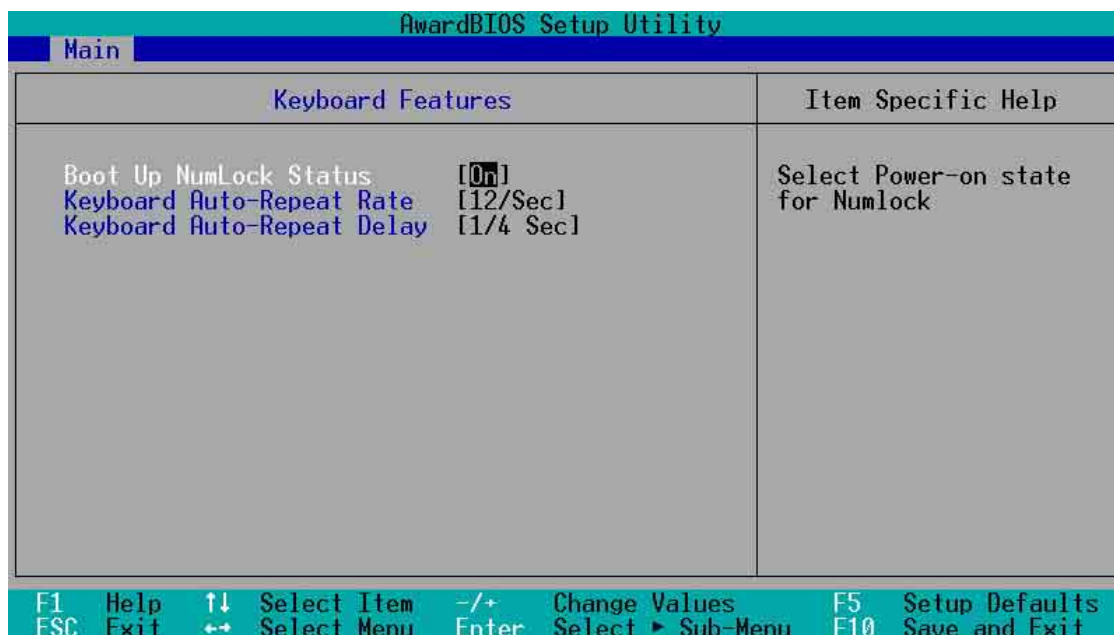 AwardBIOS Setup Utility
Main
Keyboard Features
Item Specific Help
Boot Up NumLock Status [On]
Keyboard Auto-Repeat Rate [12/Sec]
Keyboard Auto-Repeat Delay [1/4 Sec]
Select Power-on state
for Numlock
F1 Help ↑↓ Select Item -/+ Change Values F5 Setup Defaults
ESC Exit ←→ Select Menu Enter Select ► Sub-Menu F10 Save and Exit